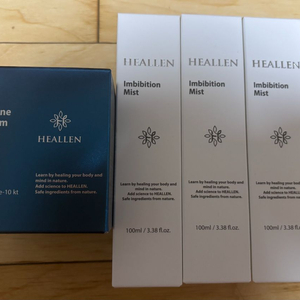 ne
m
HEALLEN
Learn by healing your body and
mind in nature.
Add science to HEALLEN.
Safe ingredients from nature.
-10 kt
HEALLEN
Imbibition
Mist
Learn by healing your body and
mind in nature.
Add science to HEALLEN.
Safe ingredients from nature.
100ml / 3.38 fl.oz.
HEALLEN
Imbibition
Mist
Learn by healing your body and
mind in nature.
Add science to HEALLEN.
Safe ingredients from nature.
100ml / 3.38 fl.oz.
HEALLEN
Imbibition
Mist
Learn by healing your body and
mind in nature.
Add science to HEALLEN.
Safe ingredients from nature.
100ml / 3.38 fl.oz.